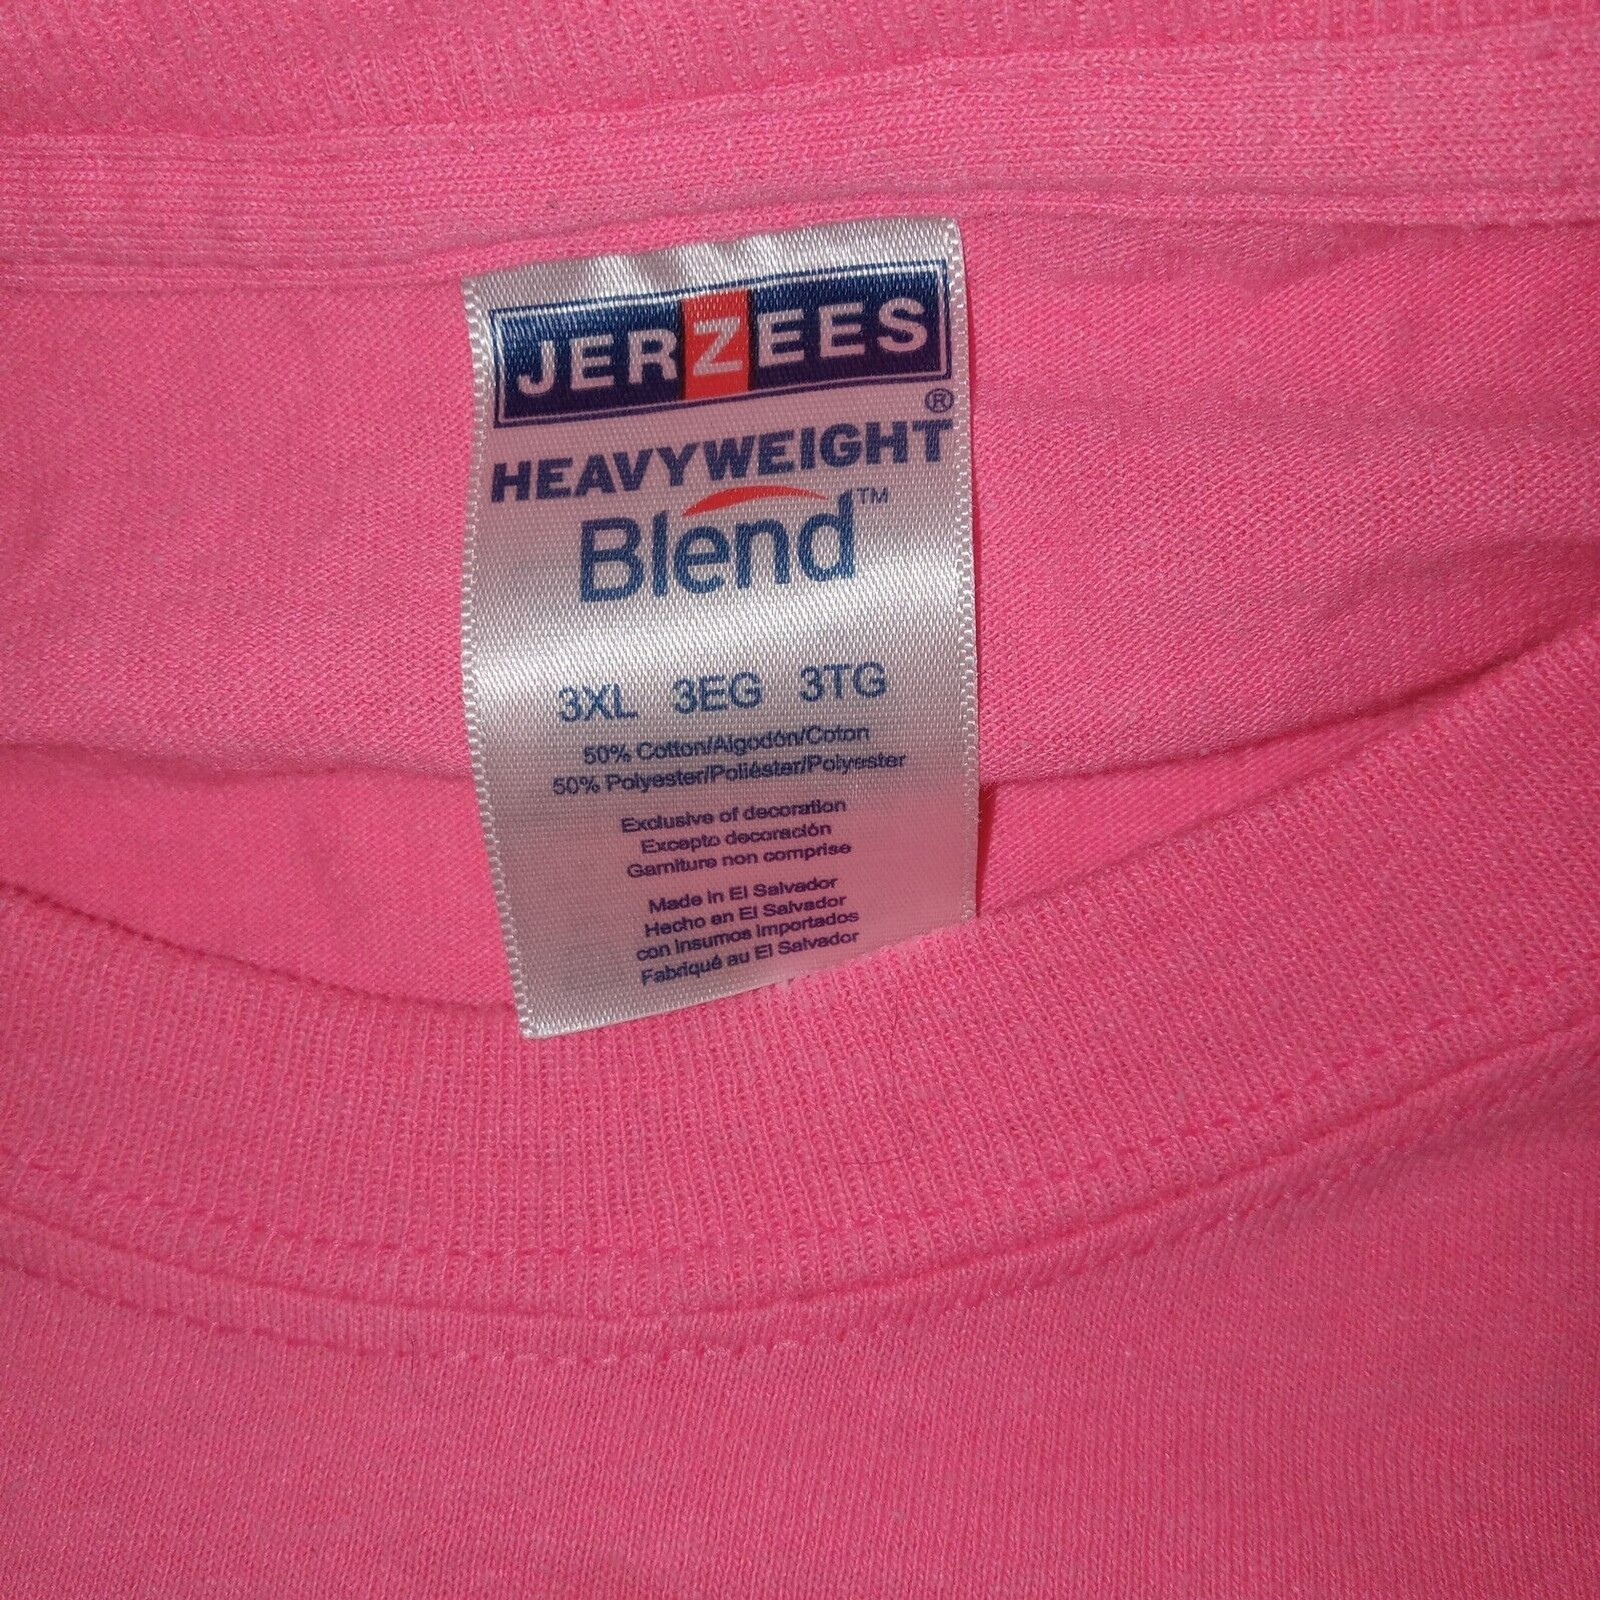 JERZEES®
HEAVYWEIGHT
Blend™
3XL 3EG 3TG
50% Cotton/Algodón/Coton
50% Polyester/Poliéster/Polyester
Exclusive of decoration
Excepto decoración
Garniture non comprise
Made in El Salvador
Hecho en El Salvador
con insumos importados
Fabriqué au El Salvador